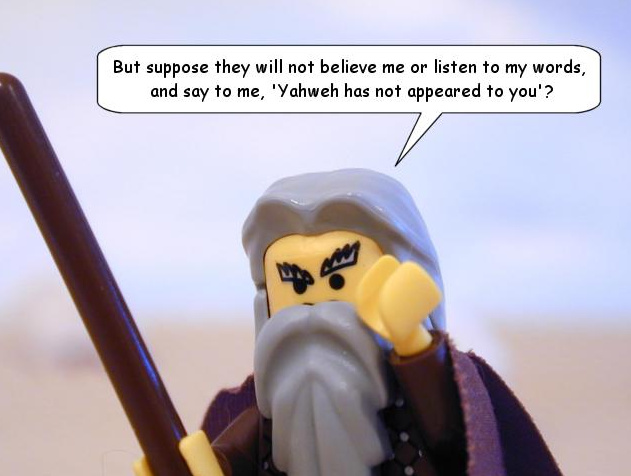 But suppose they will not believe me or listen to my words,
and say to me, 'Yahweh has not appeared to you'?